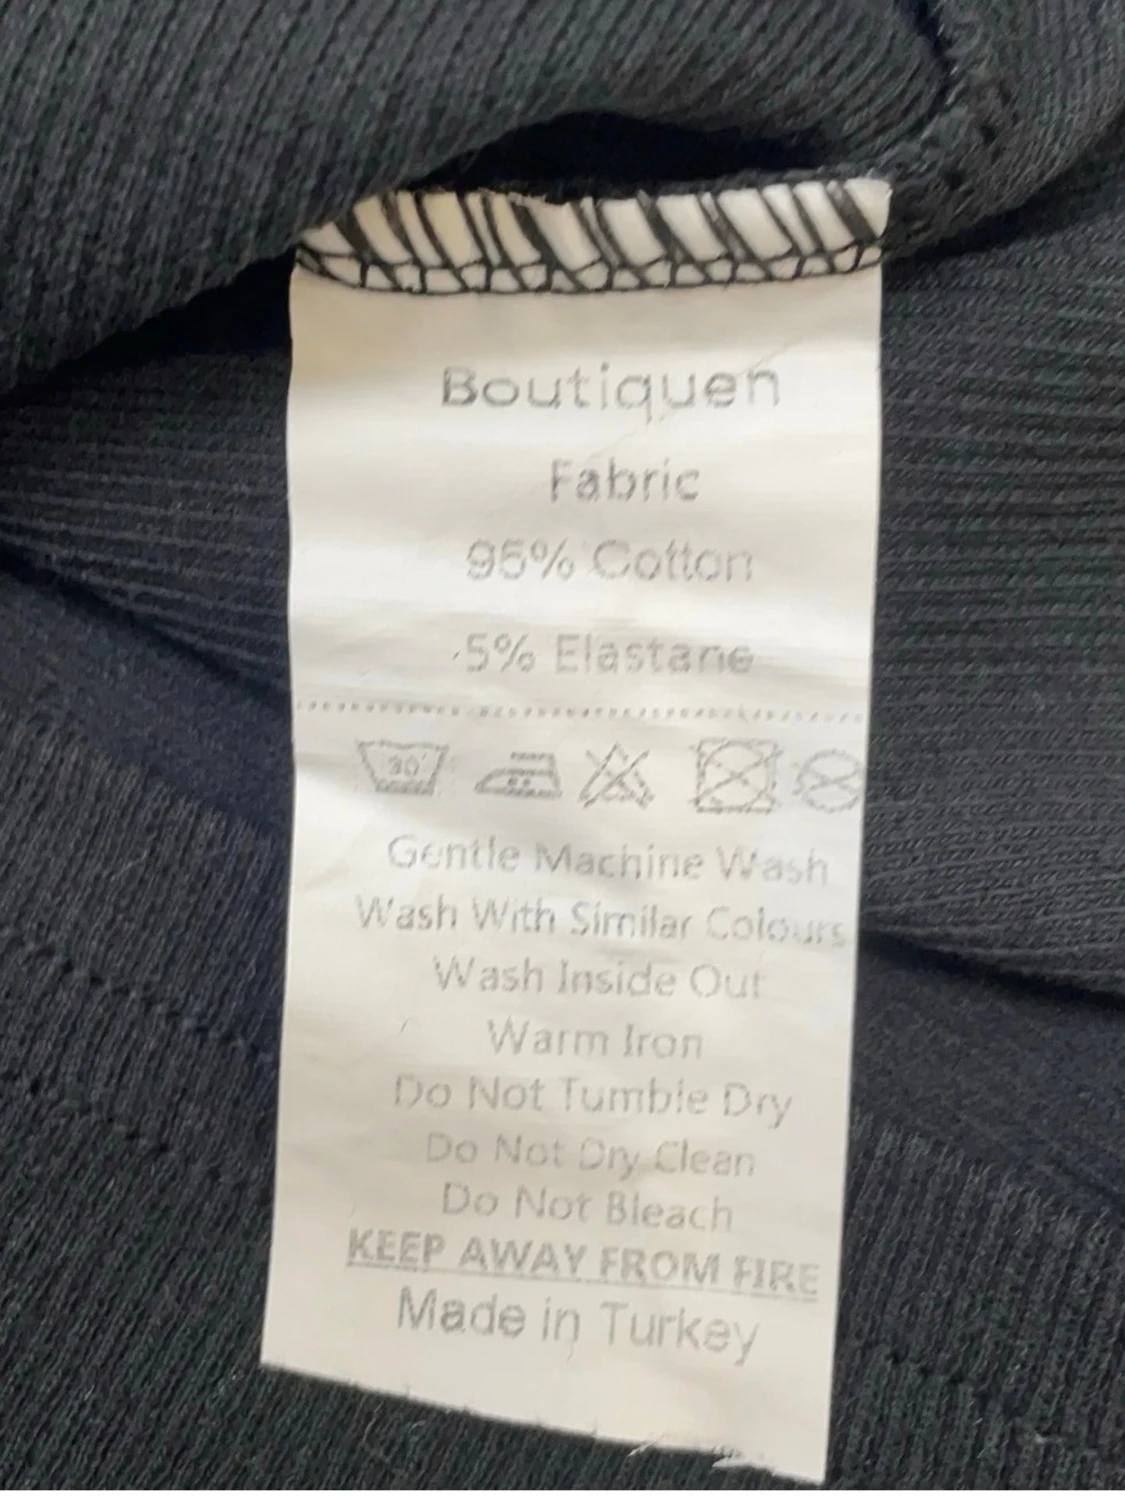 Boutiquen
Fabric
95% Cotton
5% Elastane
30
Gentle Machine Wash
Wash With Similar Colours
Wash Inside Out
Warm Iron
Do Not Tumble Dry
Do Not Dry Clean
Do Not Bleach
KEEP AWAY FROM FIRE
Made in Turkey